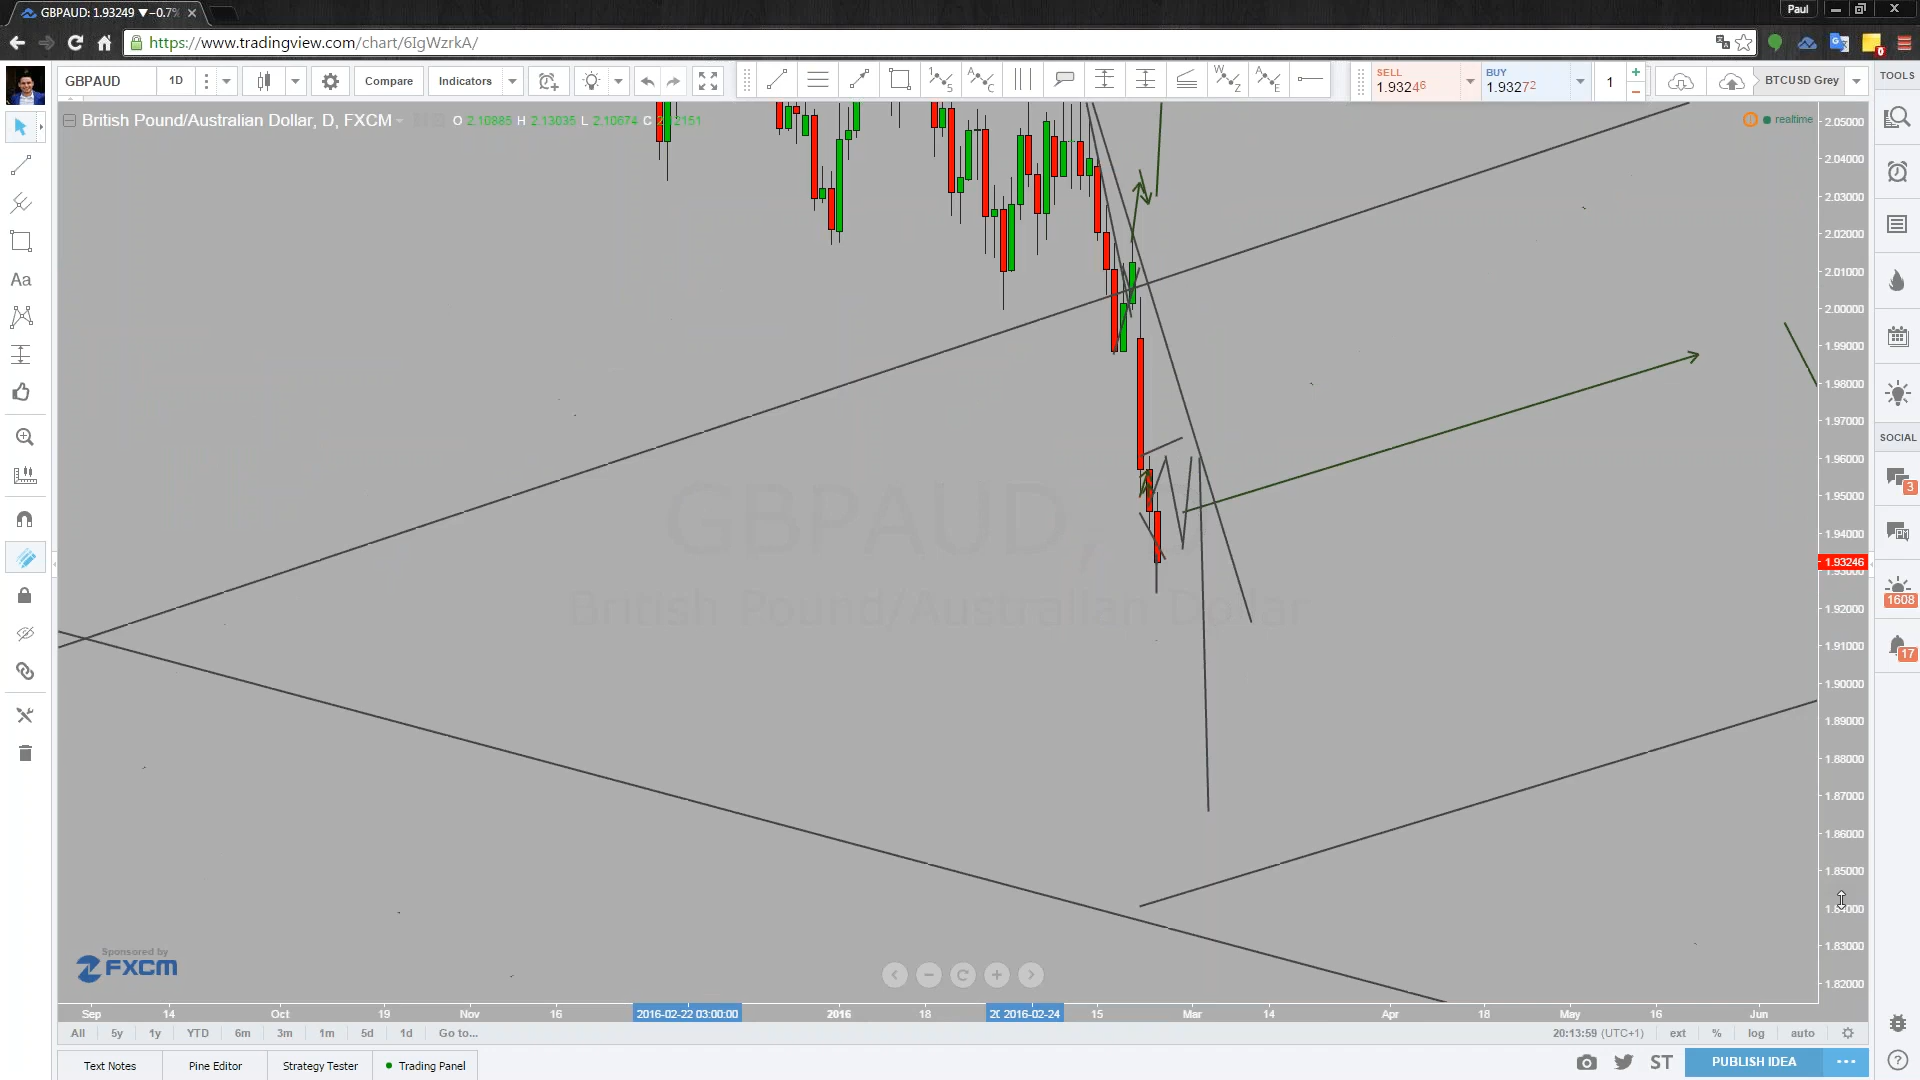 GBPAUD: 1.93249 ▼−0.7%
Paul
https://www.tradingview.com/chart/6IgWzrkA/
0
GBPAUD 1D Compare Indicators
SELL
1.93246
BUY
1.93272
1
BTCUSD Grey
TOOLS
British Pound/Australian Dollar, D, FXCM O 2.10885 H 2.13035 L 2.10674 C 2.12151
realtime
2.05000
2.04000
2.03000
2.02000
2.01000
2.00000
1.99000
1.98000
1.97000
1.96000
1.95000
1.94000
1.93246
1.92000
1.91000
1.90000
1.89000
1.88000
1.87000
1.86000
1.85000
1.84000
1.83000
1.82000
Aa
GBPAUD,
British Pound/Australian Dollar
SOCIAL
3
1608
17
Sponsored by
FXCM
Sep 14 Oct 19 Nov 16 2016-02-22 03:00:00 2016 18 2016-02-24 15 Mar 14 Apr 18 May 16 Jun
All 5y 1y YTD 6m 3m 1m 5d 1d Go to... 20:13:59 (UTC+1) ext % log auto
Text Notes Pine Editor Strategy Tester Trading Panel ST PUBLISH IDEA